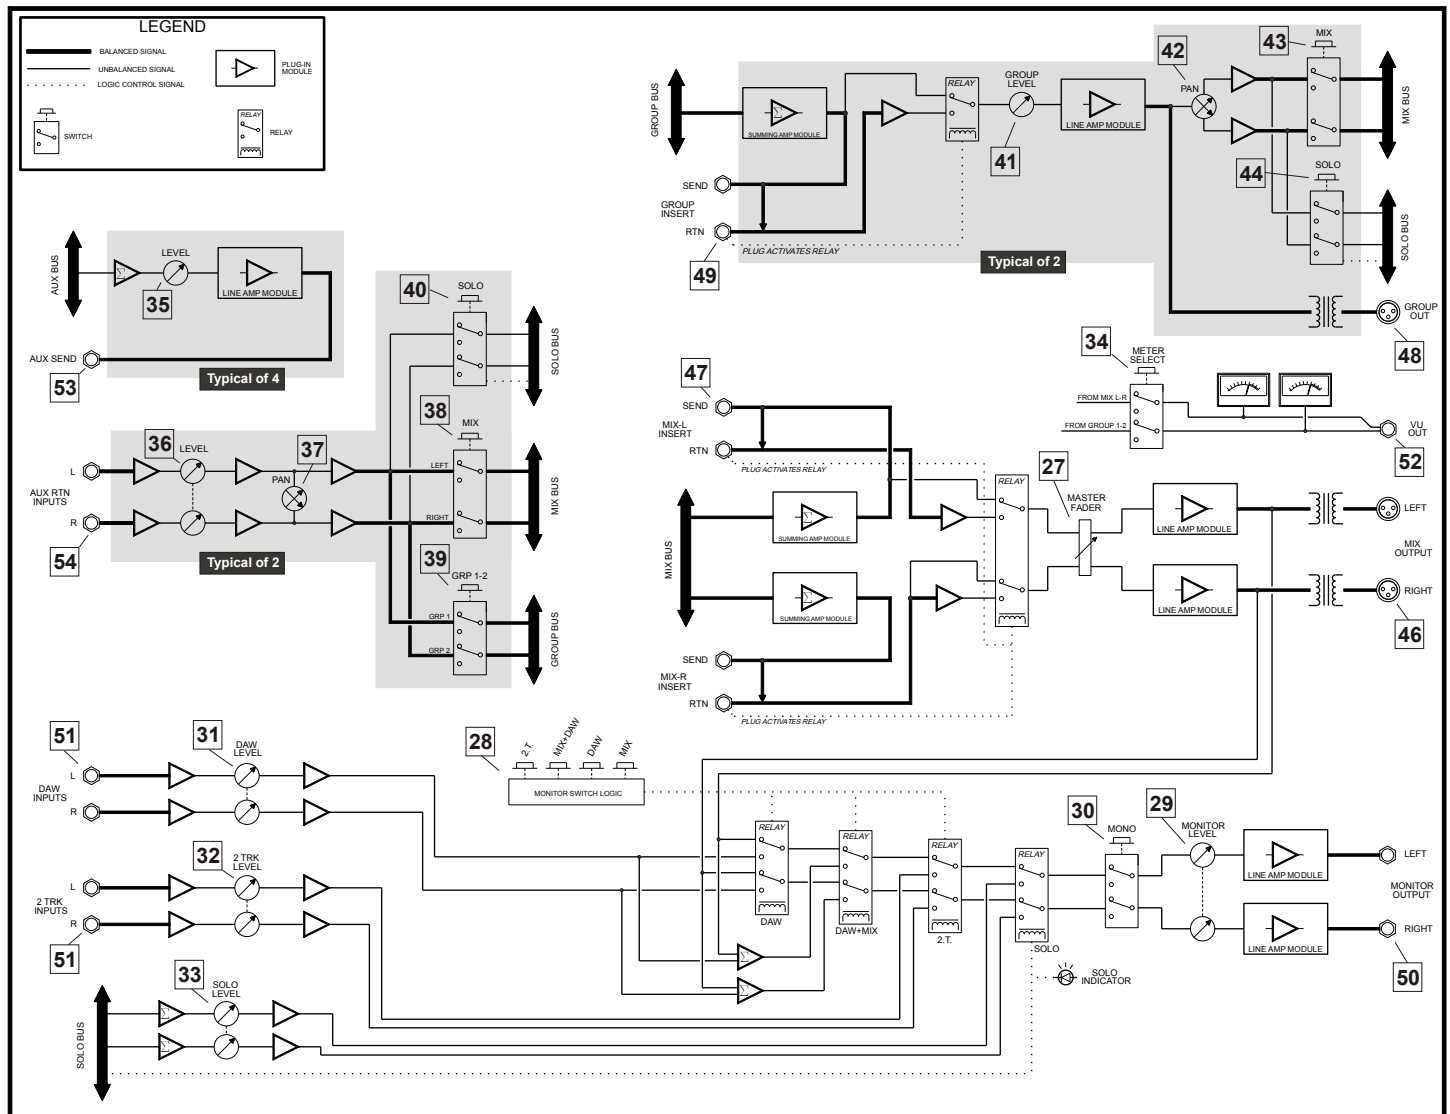 LEGEND
BALANCED SIGNAL
UNBALANCED SIGNAL
LOGIC CONTROL SIGNAL
PLUG-IN
MODULE
SWITCH
RELAY
RELAY
GROUP BUS
SUMMING AMP MODULE
RELAY
GROUP
LEVEL
41
LINE AMP MODULE
42
PAN
43
MIX
MIX BUS
44
SOLO
SOLO BUS
SEND
GROUP
INSERT
RTN
49
PLUG ACTIVATES RELAY
Typical of 2
GROUP
OUT
48
AUX BUS
LEVEL
35
LINE AMP MODULE
AUX SEND
53
Typical of 4
40
SOLO
SOLO BUS
38
MIX
LEFT
RIGHT
MIX BUS
36
LEVEL
37
PAN
L
AUX RTN
INPUTS
R
54
Typical of 2
39
GRP 1-2
GRP 1
GRP 2
GROUP BUS
34
METER
SELECT
FROM MIX L-R
FROM GROUP 1-2
VU
OUT
52
47
SEND
MIX-L
INSERT
RTN
PLUG ACTIVATES RELAY
MIX BUS
SUMMING AMP MODULE
SUMMING AMP MODULE
RELAY
27
MASTER
FADER
LINE AMP MODULE
LINE AMP MODULE
LEFT
MIX
OUTPUT
RIGHT
46
SEND
MIX-R
INSERT
RTN
PLUG ACTIVATES RELAY
51
31
DAW
LEVEL
L
DAW
INPUTS
R
28
2.T.
MIX+DAW
DAW
MIX
MONITOR SWITCH LOGIC
32
2 TRK
LEVEL
L
2 TRK
INPUTS
R
51
33
SOLO
LEVEL
SOLO BUS
RELAY
DAW
RELAY
DAW+MIX
RELAY
2.T.
RELAY
SOLO
SOLO
INDICATOR
30
MONO
29
MONITOR
LEVEL
LINE AMP MODULE
LINE AMP MODULE
LEFT
MONITOR
OUTPUT
RIGHT
50